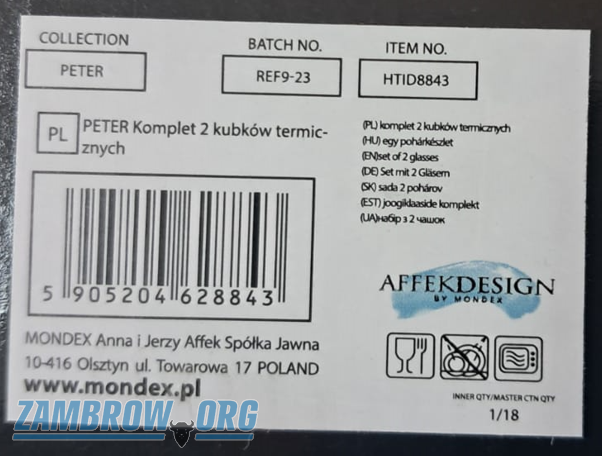 COLLECTION
PETER
BATCH NO.
REF9-23
ITEM NO.
HTID8843
PL
PETER Komplet 2 kubków termic-
znych
(PL) komplet 2 kubków termicznych
(HU) egy pohárkészlet
(EN)set of 2 glasses
(DE) Set mit 2 Gläsern
(SK) sada 2 pohárov
(EST) joogiklaaside komplekt
(UA)набір з 2 чашок
5 905204 628843
AFFEKDESIGN
BY MONDEX
MONDEX Anna i Jerzy Affek Spółka Jawna
10-416 Olsztyn ul. Towarowa 17 POLAND
www.mondex.pl
INNER QTY/MASTER CTN QTY
1/18
ZAMBROW.ORG